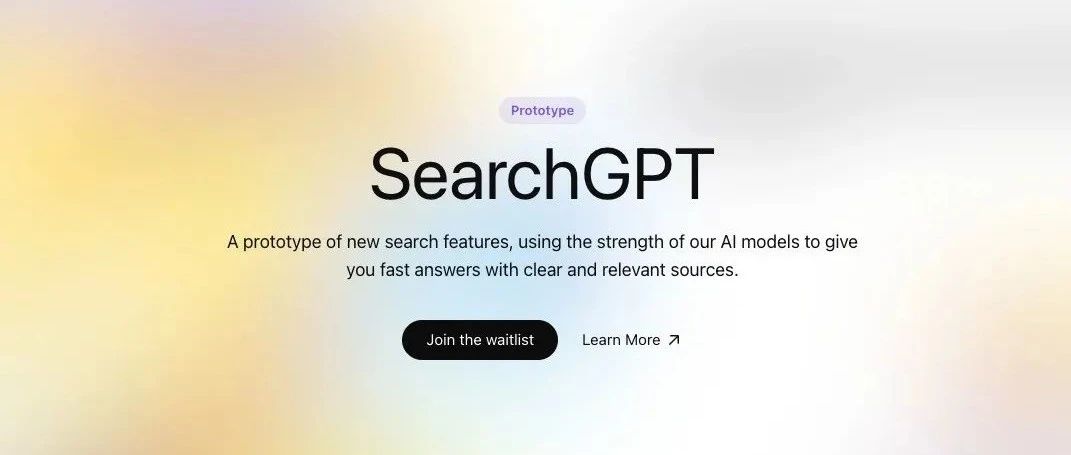 Prototype
SearchGPT
A prototype of new search features, using the strength of our AI models to give
you fast answers with clear and relevant sources.
Join the waitlist
Learn More ↗